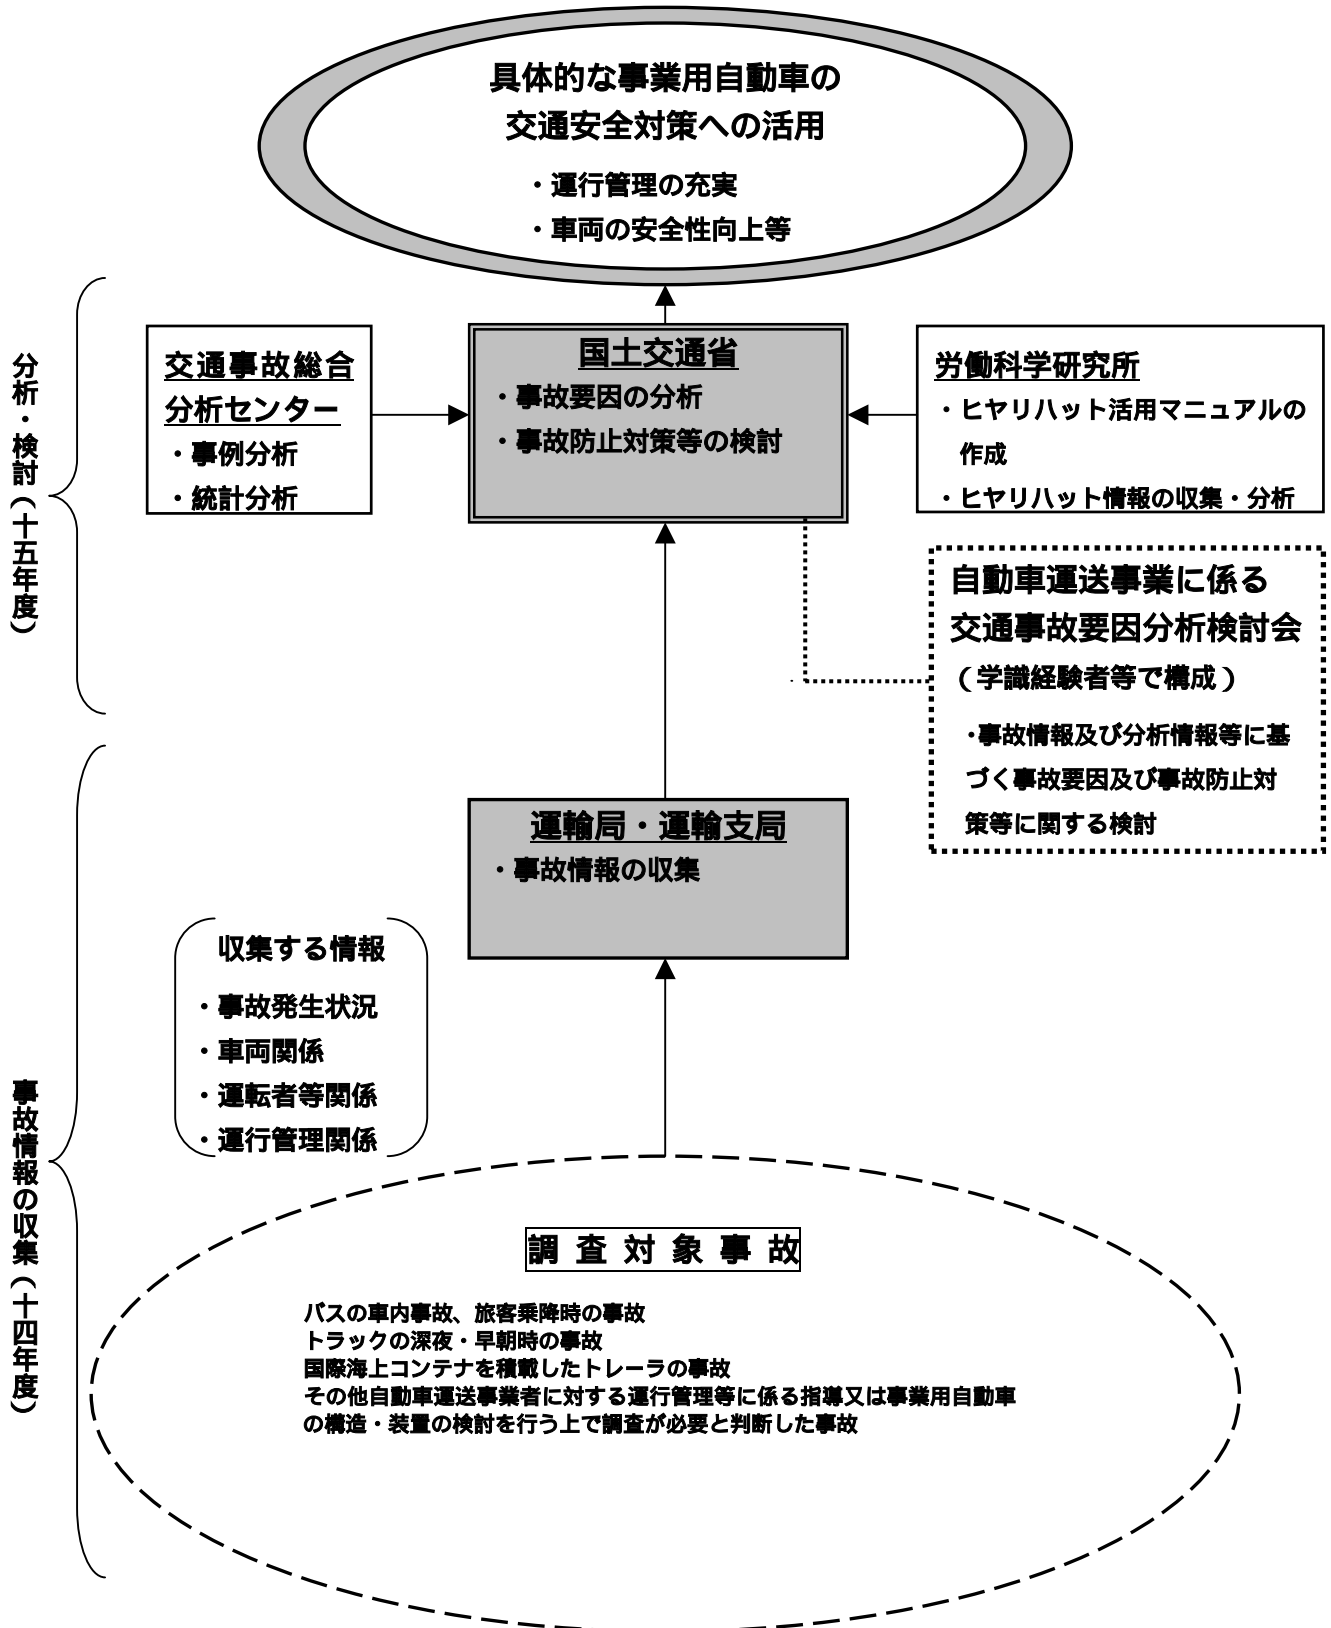 具体的な事業用自動車の
交通安全対策への活用
・運行管理の充実
・車両の安全性向上等
分析・検討（十五年度）
交通事故総合
分析センター
・事例分析
・統計分析
国土交通省
・事故要因の分析
・事故防止対策等の検討
労働科学研究所
・ヒヤリハット活用マニュアルの
作成
・ヒヤリハット情報の収集・分析
自動車運送事業に係る
交通事故要因分析検討会
（学識経験者等で構成）
・事故情報及び分析情報等に基
づく事故要因及び事故防止対
策等に関する検討
事故情報の収集（十四年度）
運輸局・運輸支局
・事故情報の収集
収集する情報
・事故発生状況
・車両関係
・運転者等関係
・運行管理関係
調査対象事故
バスの車内事故、旅客乗降時の事故
トラックの深夜・早朝時の事故
国際海上コンテナを積載したトレーラの事故
その他自動車運送事業者に対する運行管理等に係る指導又は事業用自動車
の構造・装置の検討を行う上で調査が必要と判断した事故